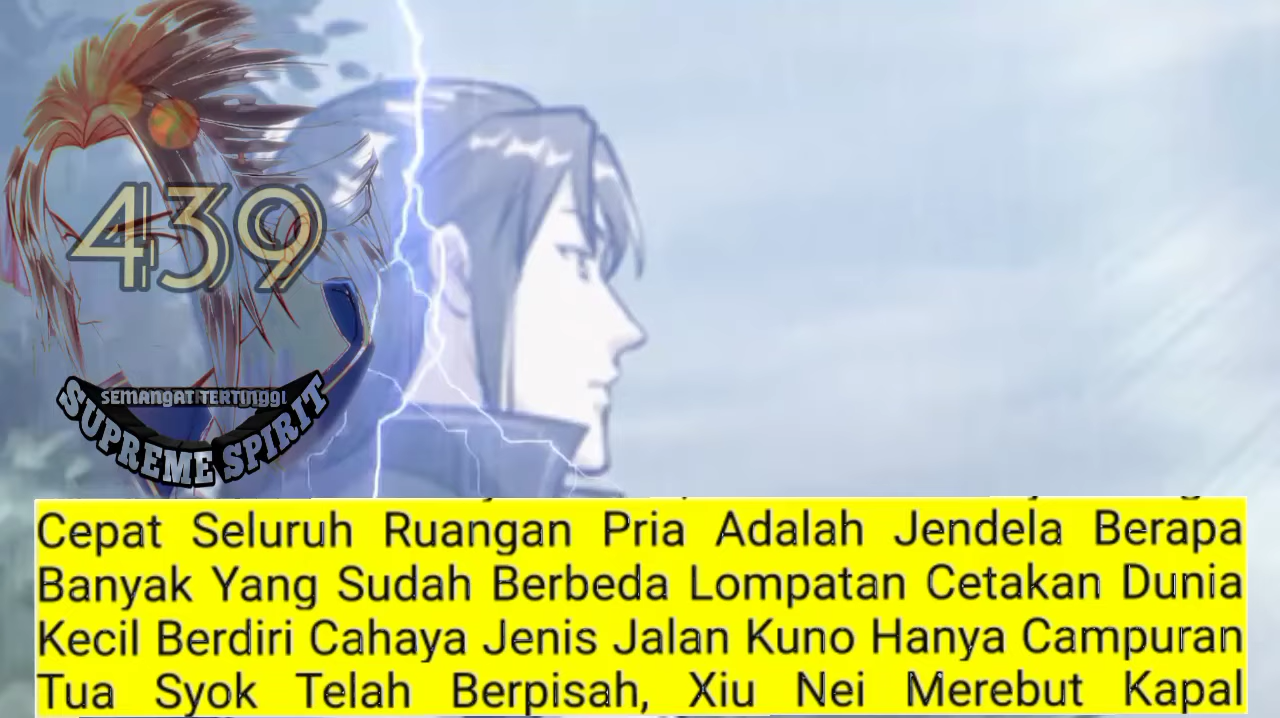 439
SEMANGAT TERTINGGI
SUPREME SPIRIT
Cepat Seluruh Ruangan Pria Adalah Jendela Berapa
Banyak Yang Sudah Berbeda Lompatan Cetakan Dunia
Kecil Berdiri Cahaya Jenis Jalan Kuno Hanya Campuran
Tua Syok Telah Berpisah, Xiu Nei Merebut Kapal